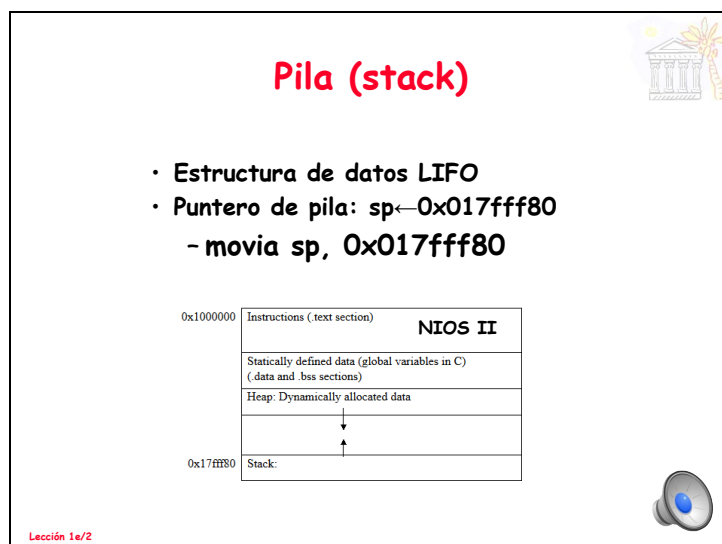 Pila (stack)
• Estructura de datos LIFO
• Puntero de pila: sp←0x017fff80
– movia sp, 0x017fff80
0x1000000 Instructions (.text section) NIOS II
Statically defined data (global variables in C)
(.data and .bss sections)
Heap: Dynamically allocated data
0x17fff80 Stack:
Lección 1e/2